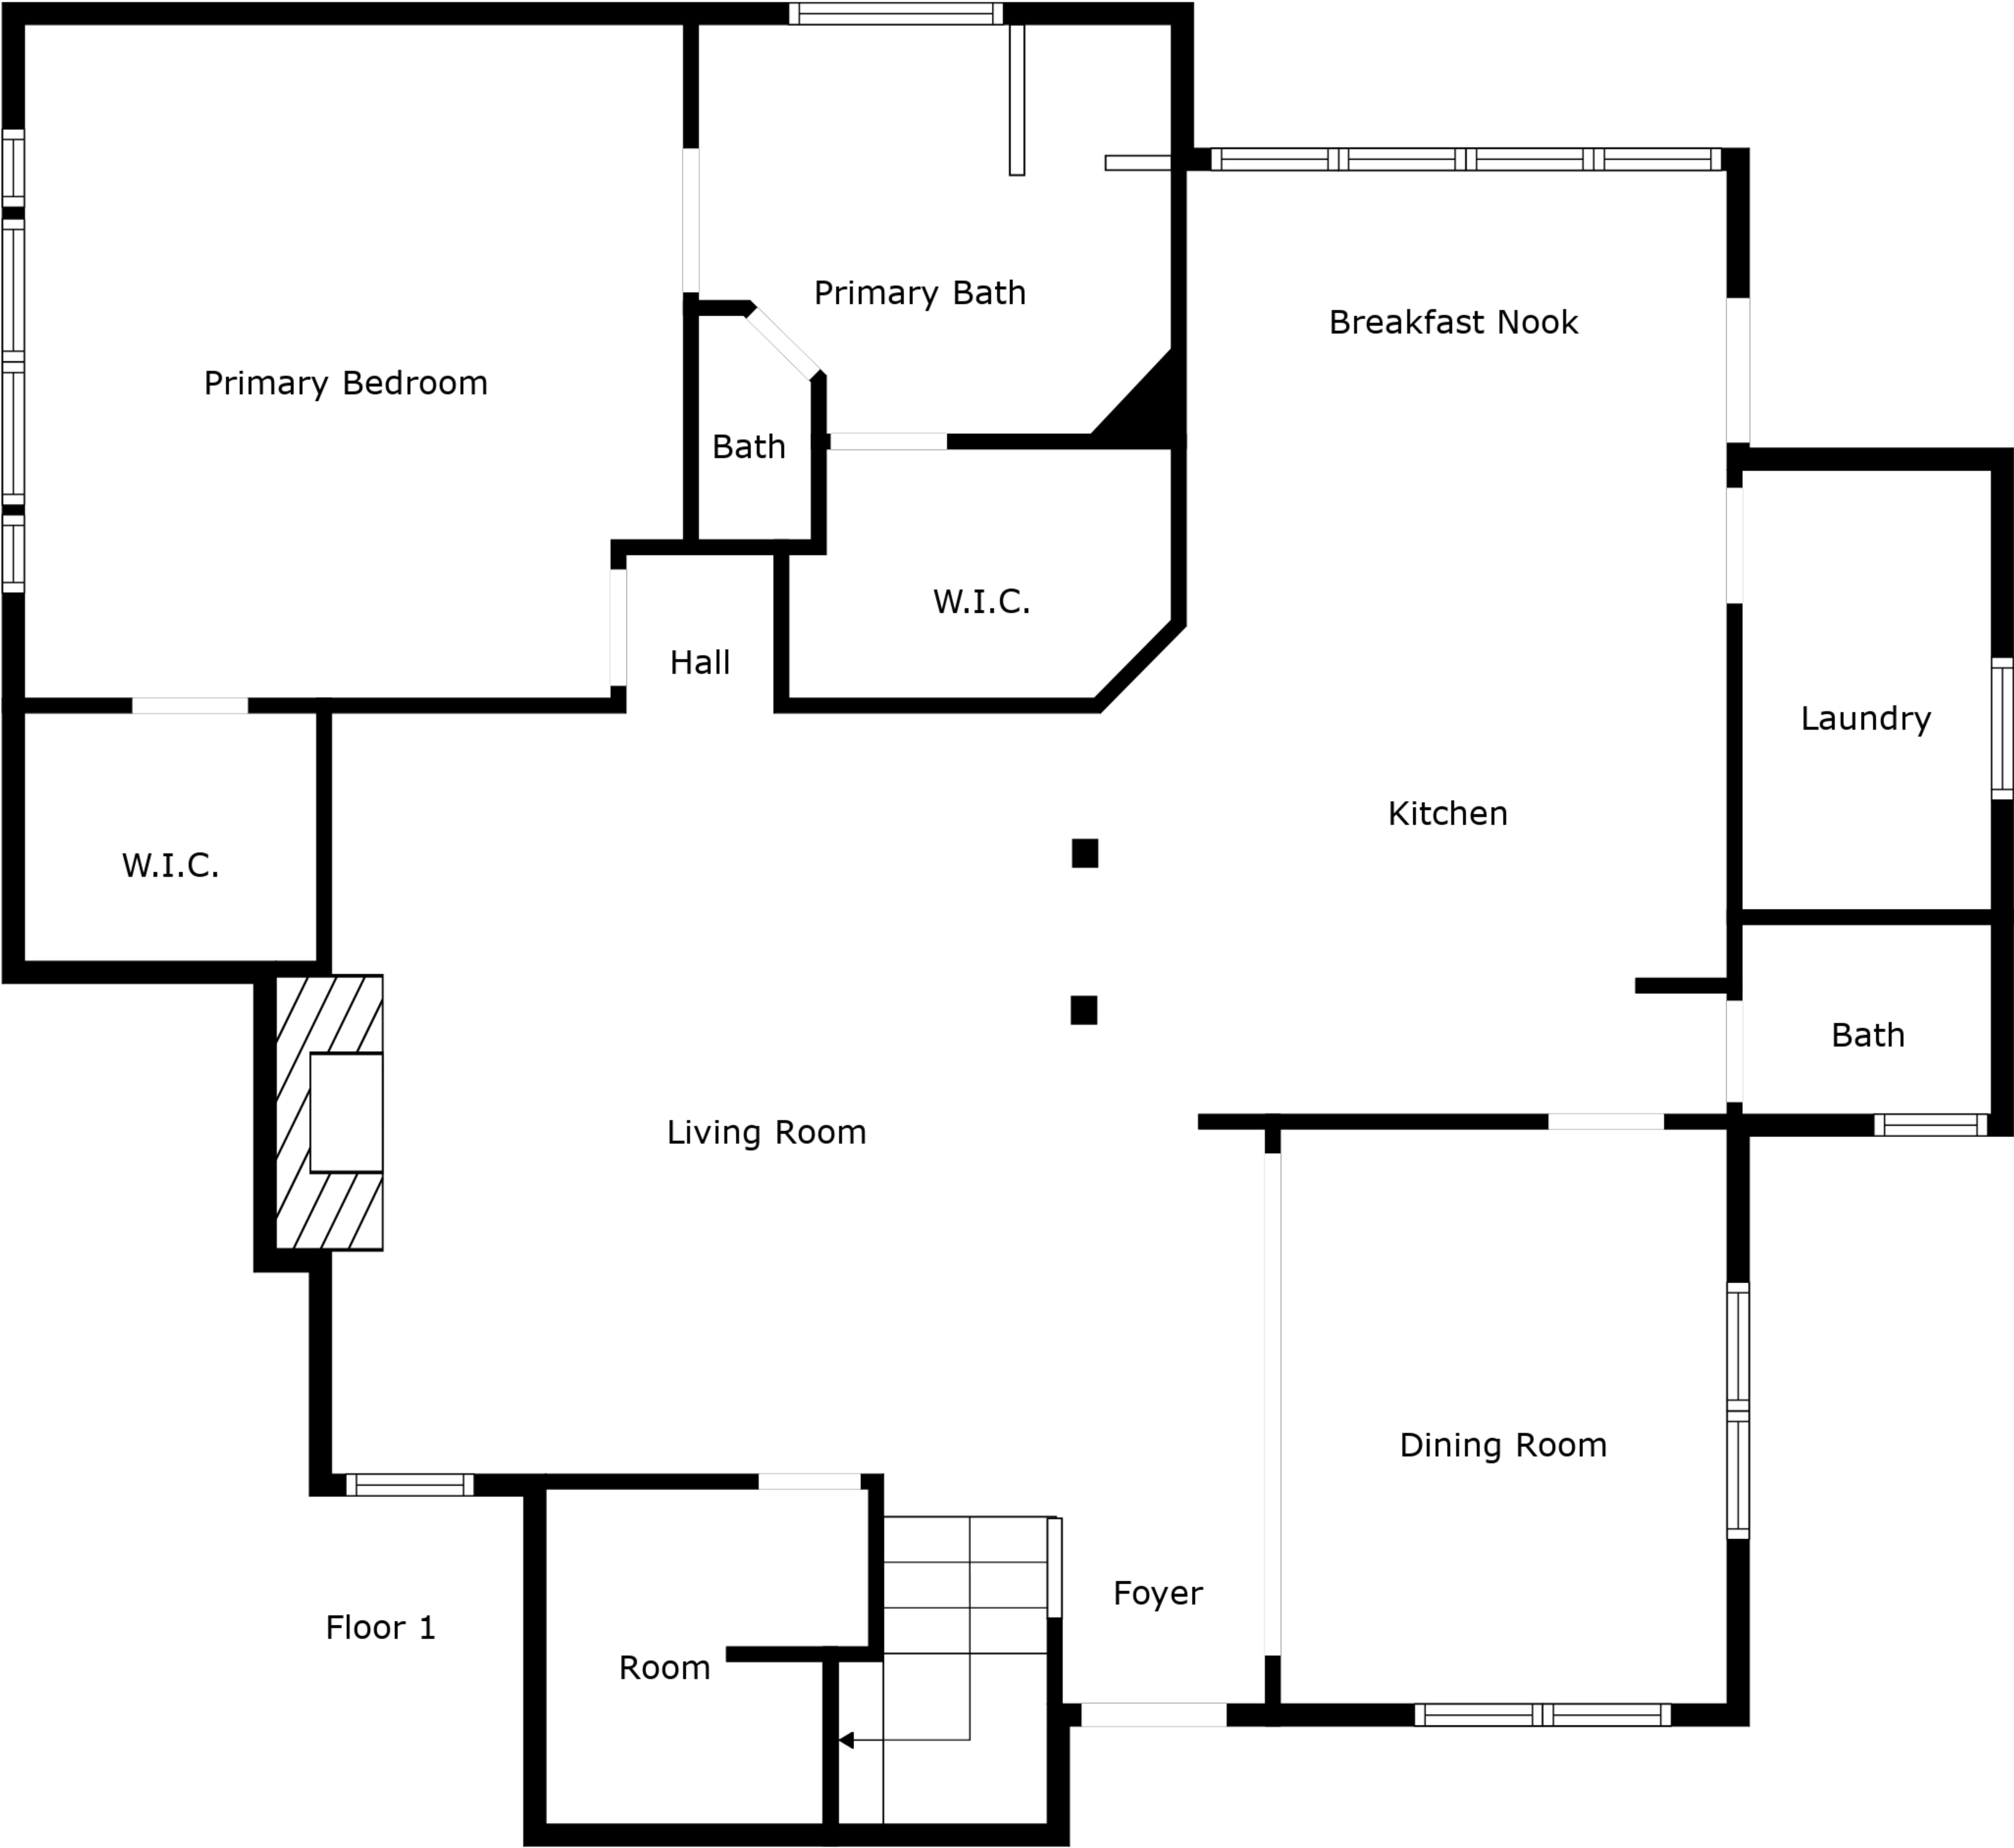 Primary Bath
Breakfast Nook
Primary Bedroom
Bath
W.I.C.
Hall
Laundry
Kitchen
W.I.C.
Bath
Living Room
Dining Room
Foyer
Floor 1
Room